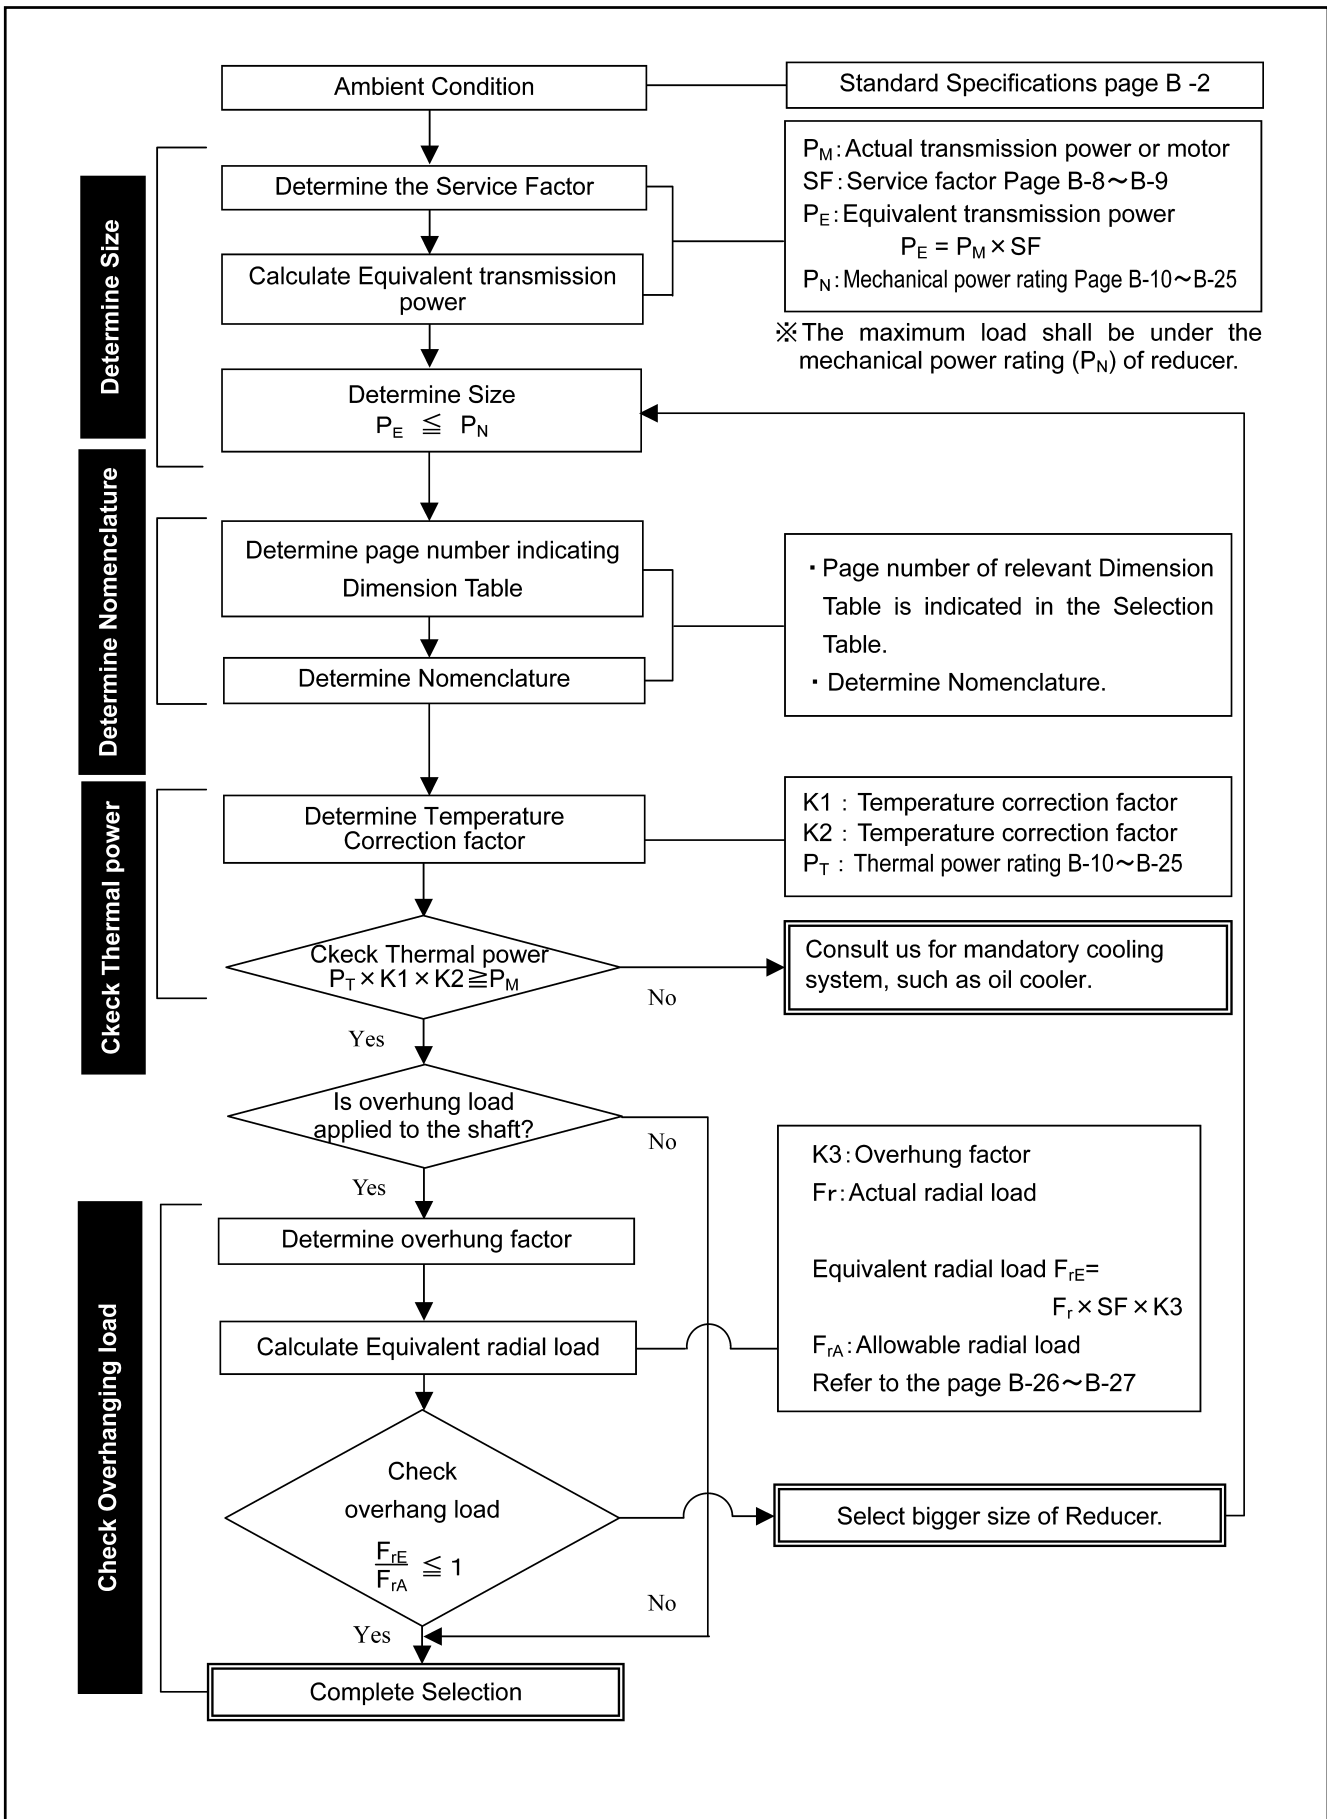 Ambient Condition
Standard Specifications page B -2
Determine Size
Determine the Service Factor
Calculate Equivalent transmission
power
PM:Actual transmission power or motor
SF:Service factor Page B-8~B-9
PE:Equivalent transmission power
PE = PM×SF
PN:Mechanical power rating Page B-10~B-25
※The maximum load shall be under the
mechanical power rating (PN) of reducer.
Determine Size
PE ≦ PN
Determine Nomenclature
Determine page number indicating
Dimension Table
Determine Nomenclature
・Page number of relevant Dimension
Table is indicated in the Selection
Table.
・Determine Nomenclature.
Ckeck Thermal power
Determine Temperature
Correction factor
K1 : Temperature correction factor
K2 : Temperature correction factor
PT : Thermal power rating B-10~B-25
Ckeck Thermal power
PT×K1×K2≧PM
No
Consult us for mandatory cooling
system, such as oil cooler.
Yes
Is overhung load
applied to the shaft?
No
Yes
Check Overhanging load
Determine overhung factor
Calculate Equivalent radial load
K3:Overhung factor
Fr:Actual radial load
Equivalent radial load FrE=
Fr×SF×K3
FrA:Allowable radial load
Refer to the page B-26~B-27
Check
overhang load
FrE
FrA ≦ 1
Select bigger size of Reducer.
No
Yes
Complete Selection